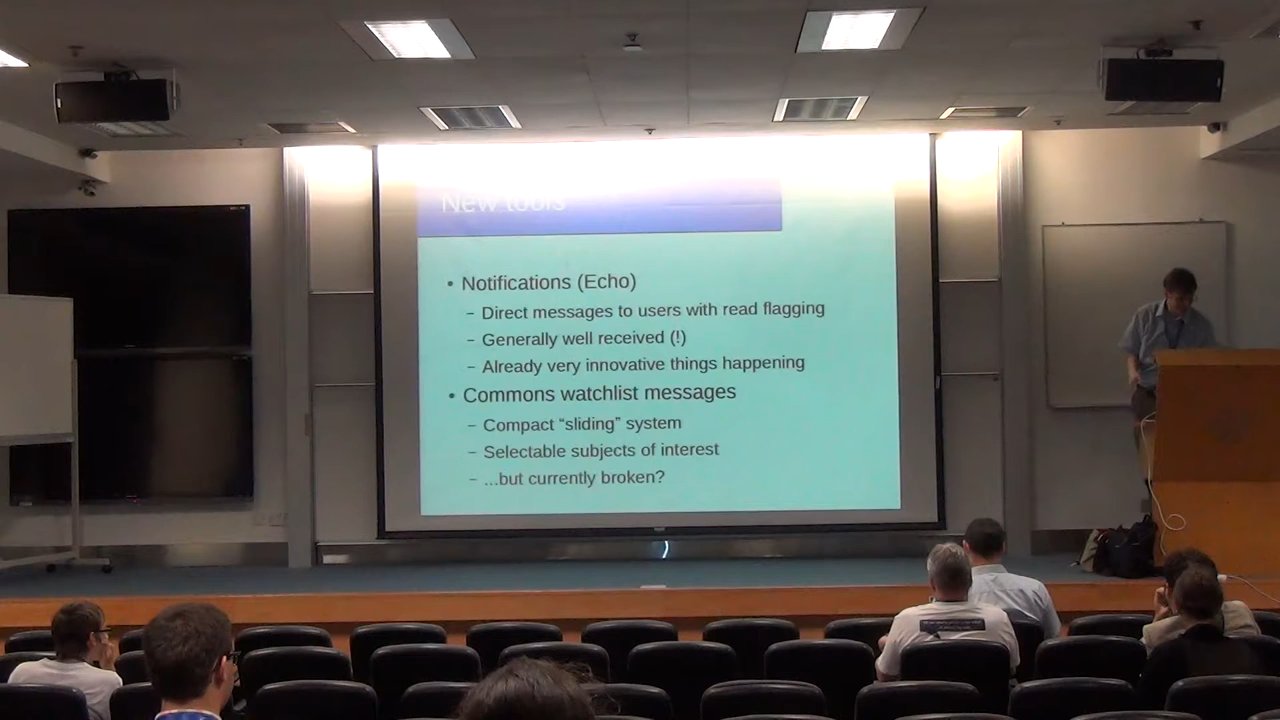 New tools
• Notifications (Echo)
– Direct messages to users with read flagging
– Generally well received (!)
– Already very innovative things happening
• Commons watchlist messages
– Compact “sliding” system
– Selectable subjects of interest
– ...but currently broken?